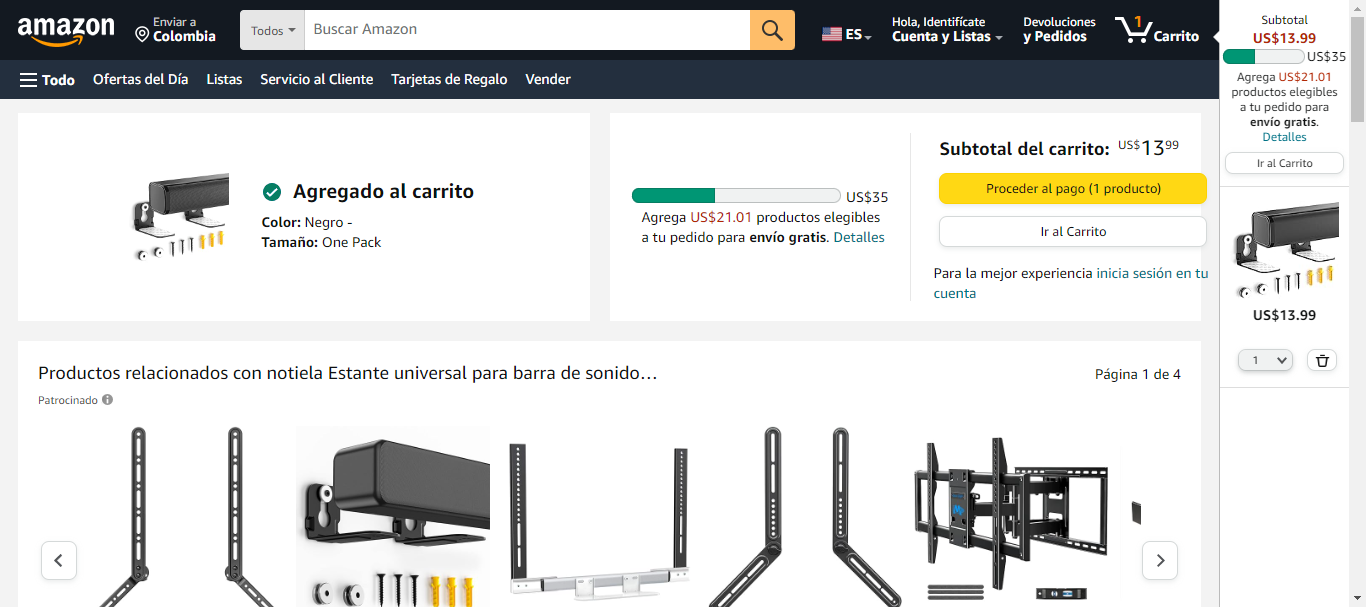 amazon
Enviar a
Colombia
Todos
Buscar Amazon
ES
Hola, Identifícate
Cuenta y Listas
Devoluciones
y Pedidos
1
Carrito
Todo
Ofertas del Día
Listas
Servicio al Cliente
Tarjetas de Regalo
Vender
Agregado al carrito
Color: Negro -
Tamaño: One Pack
US$35
Agrega US$21.01 productos elegibles
a tu pedido para envío gratis. Detalles
Subtotal del carrito: US$13.99
Proceder al pago (1 producto)
Ir al Carrito
Para la mejor experiencia inicia sesión en tu
cuenta
Productos relacionados con notiela Estante universal para barra de sonido…
Página 1 de 4
Patrocinado
Subtotal
US$13.99
US$35
Agrega US$21.01
productos elegibles
a tu pedido para
envío gratis.
Detalles
Ir al Carrito
US$13.99
1